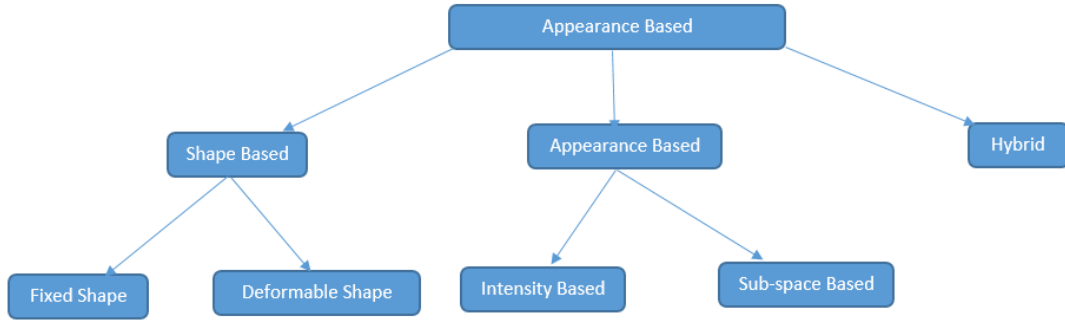 Appearance Based
Shape Based
Appearance Based
Hybrid
Fixed Shape
Deformable Shape
Intensity Based
Sub-space Based